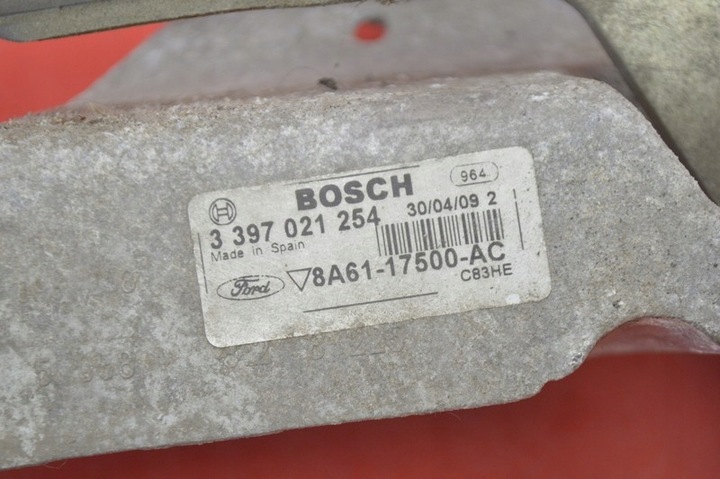 BOSCH
964
3 397 021 254
30/04/09 2
Made in Spain
Ford
8A61-17500-AC
C83HE